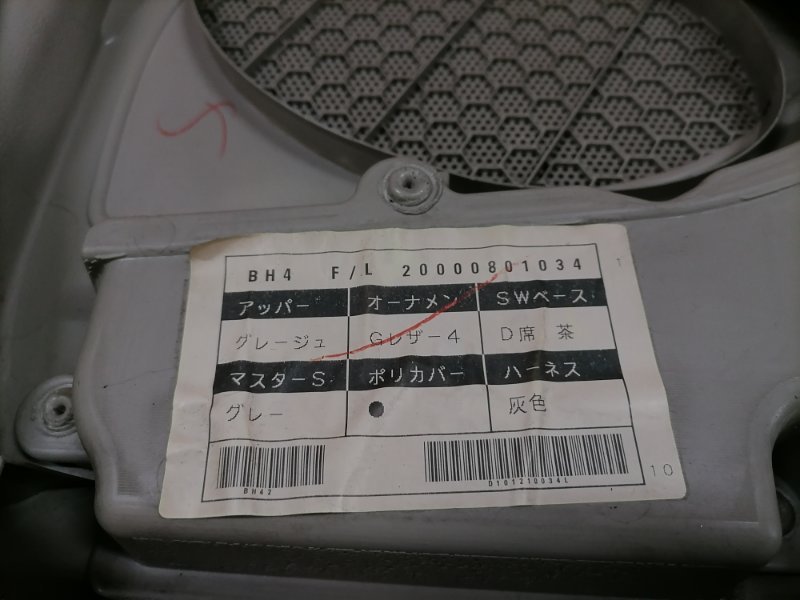 BH4 F/L 20000801034
アッパー オーナメン SWベース
グレージュ Gレザー4 D席 茶
マスターS ポリカバー ハーネス
グレー ● 灰色
BH42 D101210034L
10